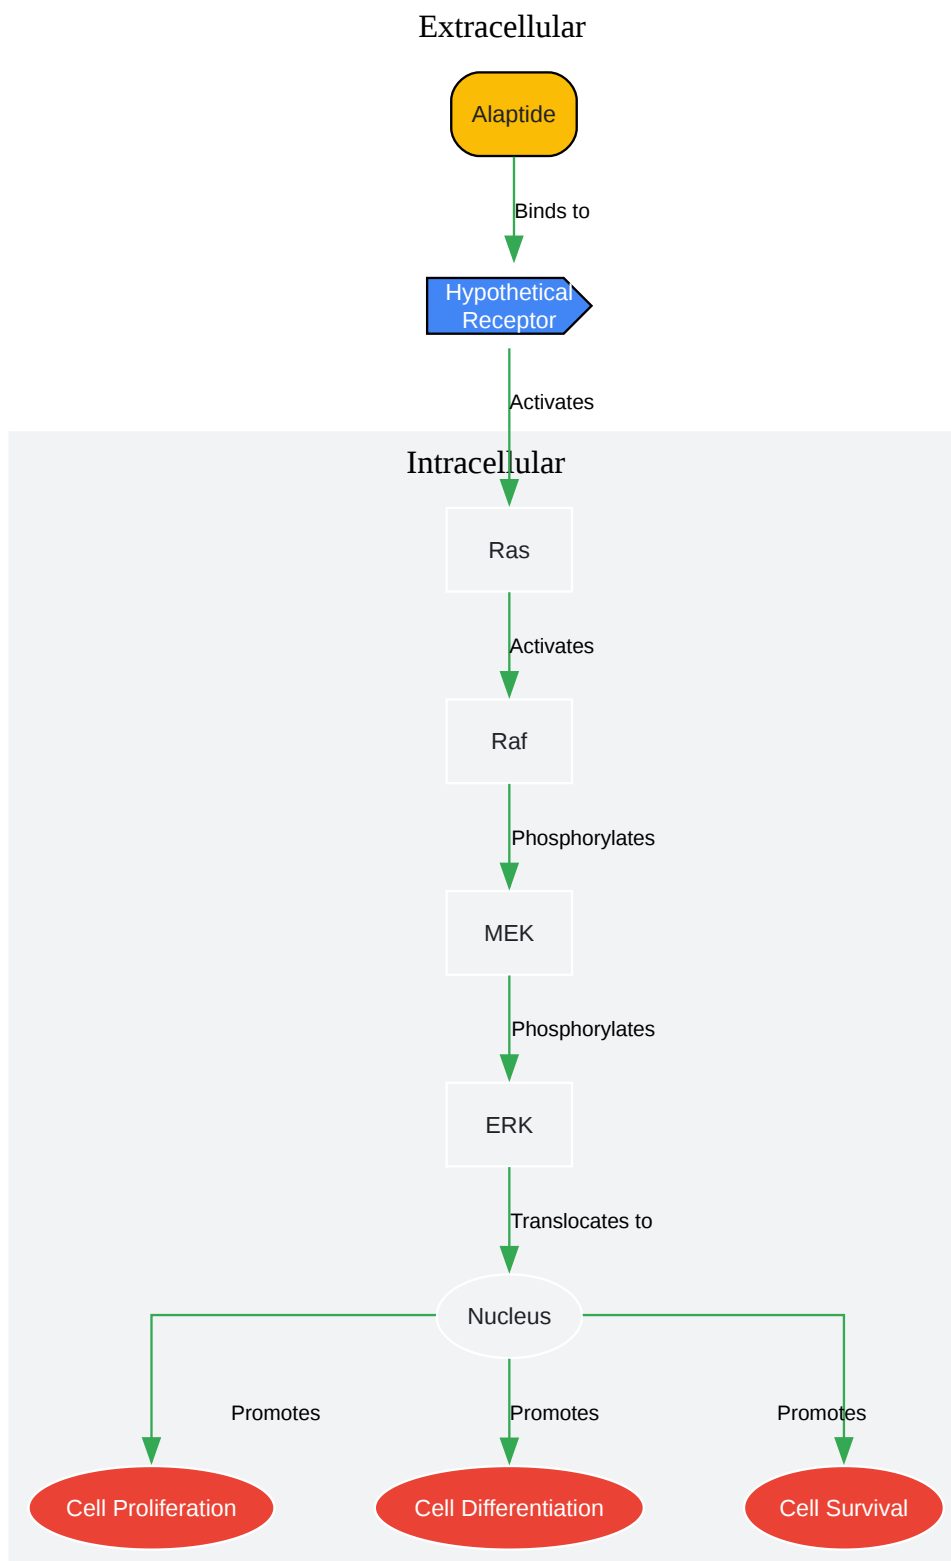 Extracellular
Alaptide
Binds to
Hypothetical
Receptor
Activates
Intracellular
Ras
Activates
Raf
Phosphorylates
MEK
Phosphorylates
ERK
Translocates to
Nucleus
Promotes
Promotes
Promotes
Cell Proliferation
Cell Differentiation
Cell Survival